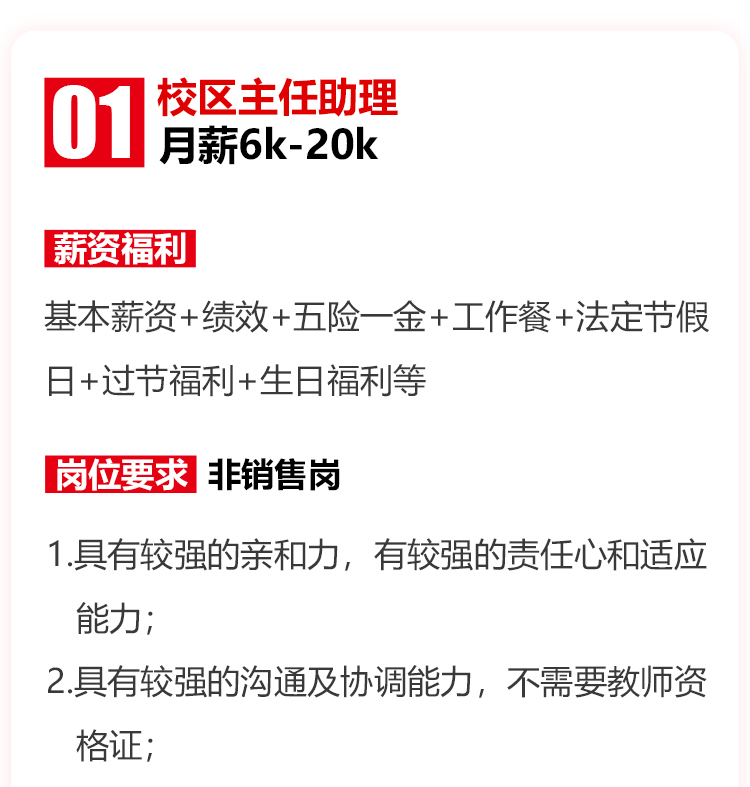 01
校区主任助理
月薪6k-20k
薪资福利
基本薪资+绩效+五险一金+工作餐+法定节假
日+过节福利+生日福利等
岗位要求 非销售岗
1.具有较强的亲和力，有较强的责任心和适应
能力；
2.具有较强的沟通及协调能力，不需要教师资
格证；